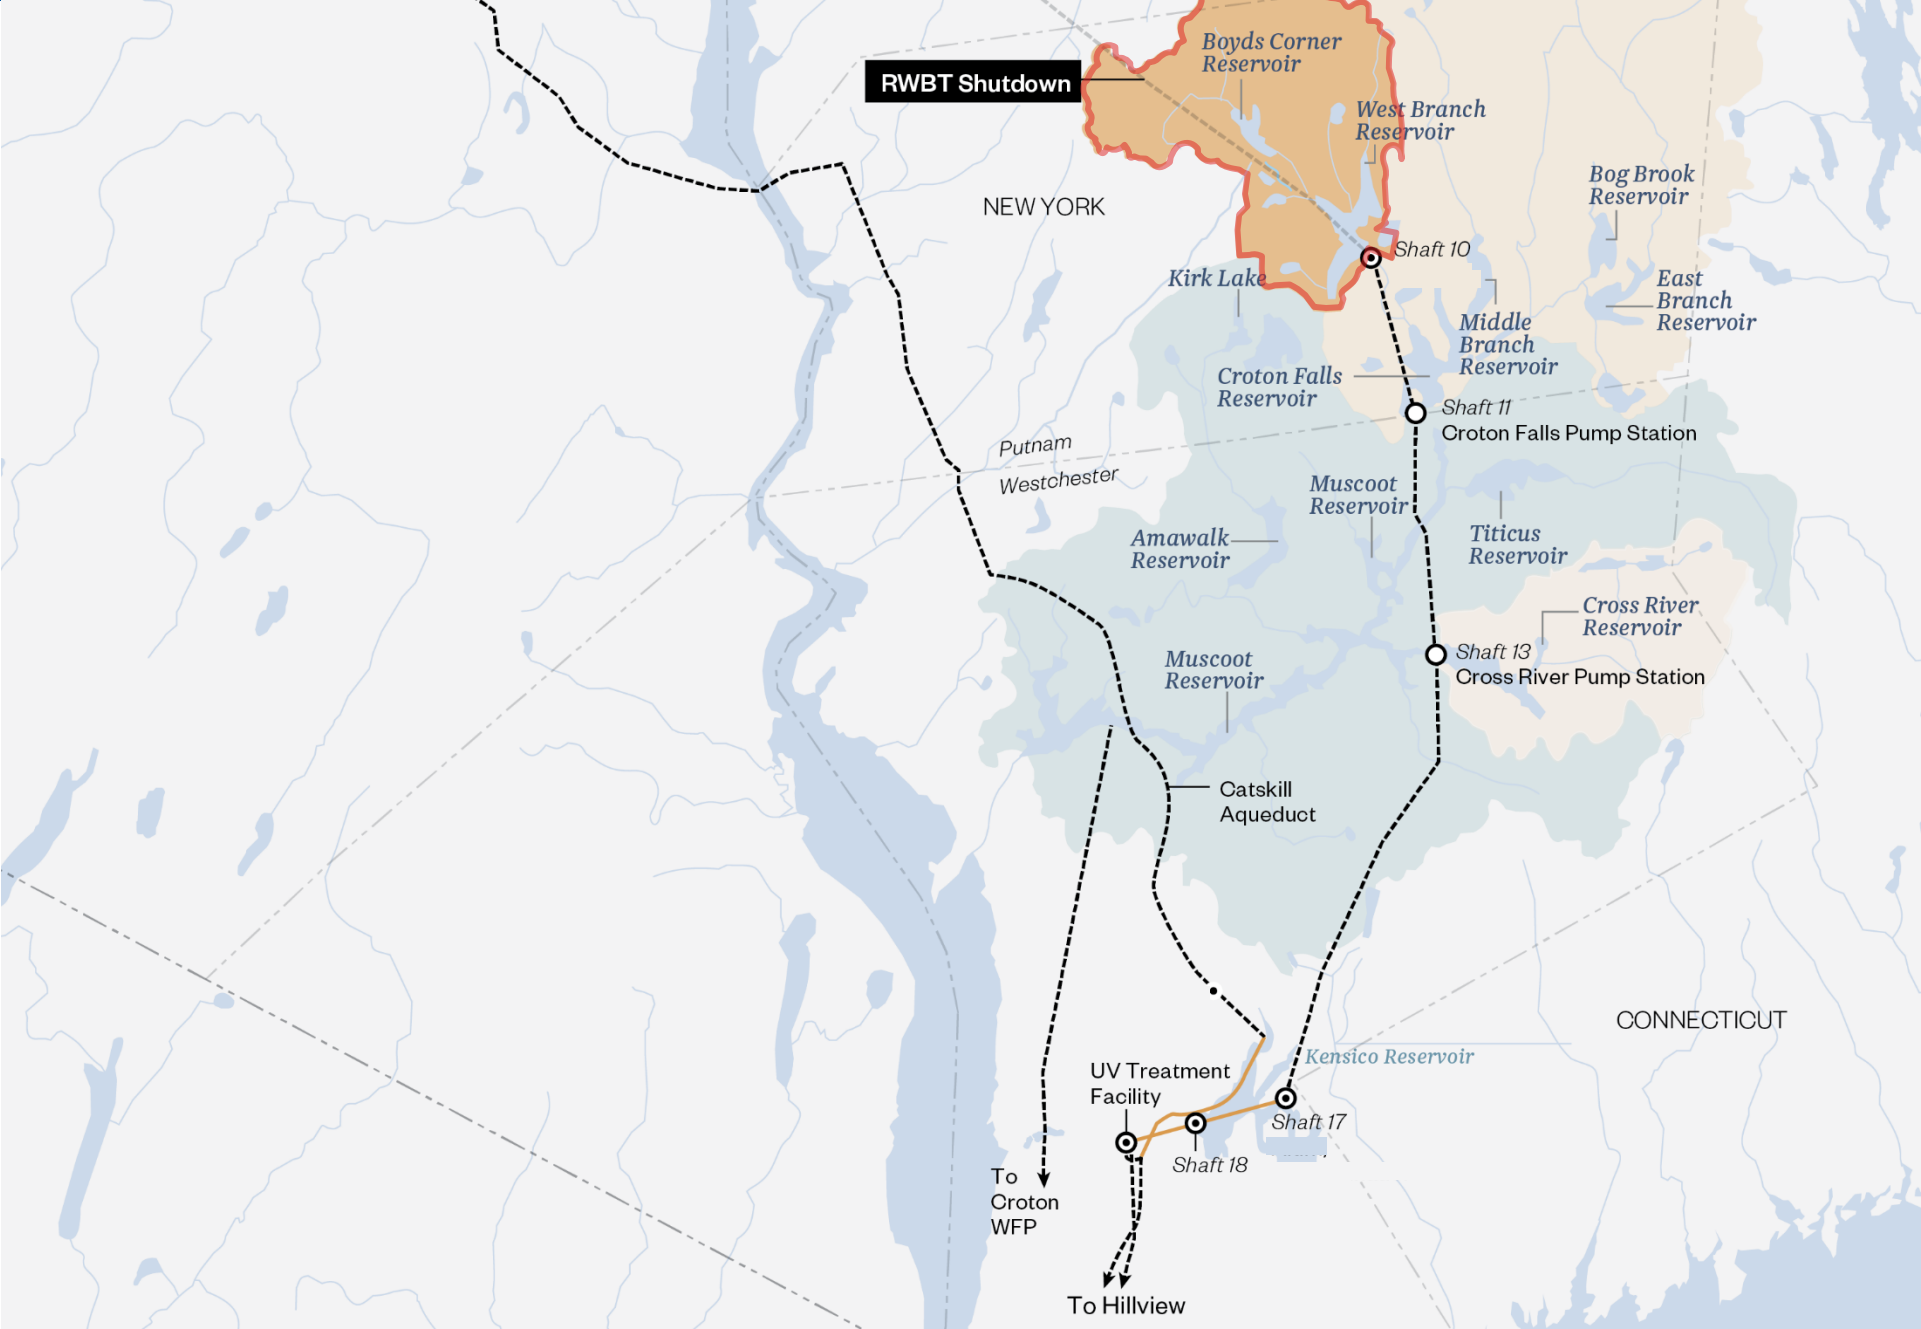 Boyds Corner
Reservoir
RWBT Shutdown
West Branch
Reservoir
Bog Brook
Reservoir
NEW YORK
Shaft 10
Kirk Lake
East
Branch
Reservoir
Middle
Branch
Reservoir
Croton Falls
Reservoir
Shaft 11
Croton Falls Pump Station
Putnam
Westchester
Muscoot
Reservoir
Amawalk
Reservoir
Titicus
Reservoir
Cross River
Reservoir
Shaft 13
Cross River Pump Station
Muscoot
Reservoir
Catskill
Aqueduct
CONNECTICUT
Kensico Reservoir
UV Treatment
Facility
Shaft 17
Shaft 18
To
Croton
WFP
To Hillview